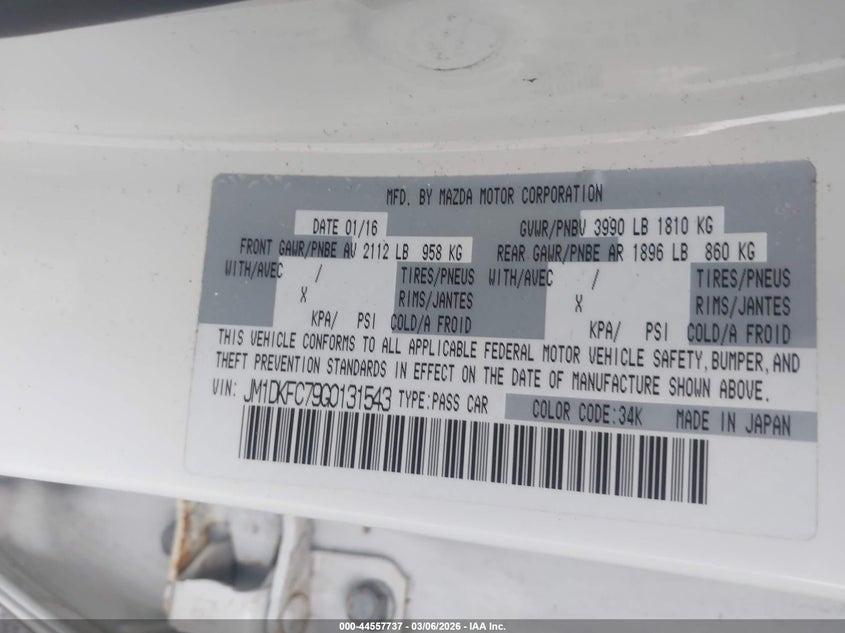 MFD. BY MAZDA MOTOR CORPORATION
DATE 01/16 GVWR/PNBV 3990 LB 1810 KG
FRONT GAWR/PNBE AV 2112 LB 958 KG REAR GAWR/PNBE AR 1896 LB 860 KG
WITH/AVEC / TIRES/PNEUS WITH/AVEC / TIRES/PNEUS
X RIMS/JANTES X RIMS/JANTES
KPA/ PSI COLD/A FROID KPA/ PSI COLD/A FROID
THIS VEHICLE CONFORMS TO ALL APPLICABLE FEDERAL MOTOR VEHICLE SAFETY, BUMPER, AND
THEFT PREVENTION STANDARDS IN EFFECT ON THE DATE OF MANUFACTURE SHOWN ABOVE.
VIN: JM1DKFC79G0131543 TYPE:PASS CAR COLOR CODE:34K MADE IN JAPAN
000-44557737 - 03/06/2026 - IAA Inc.